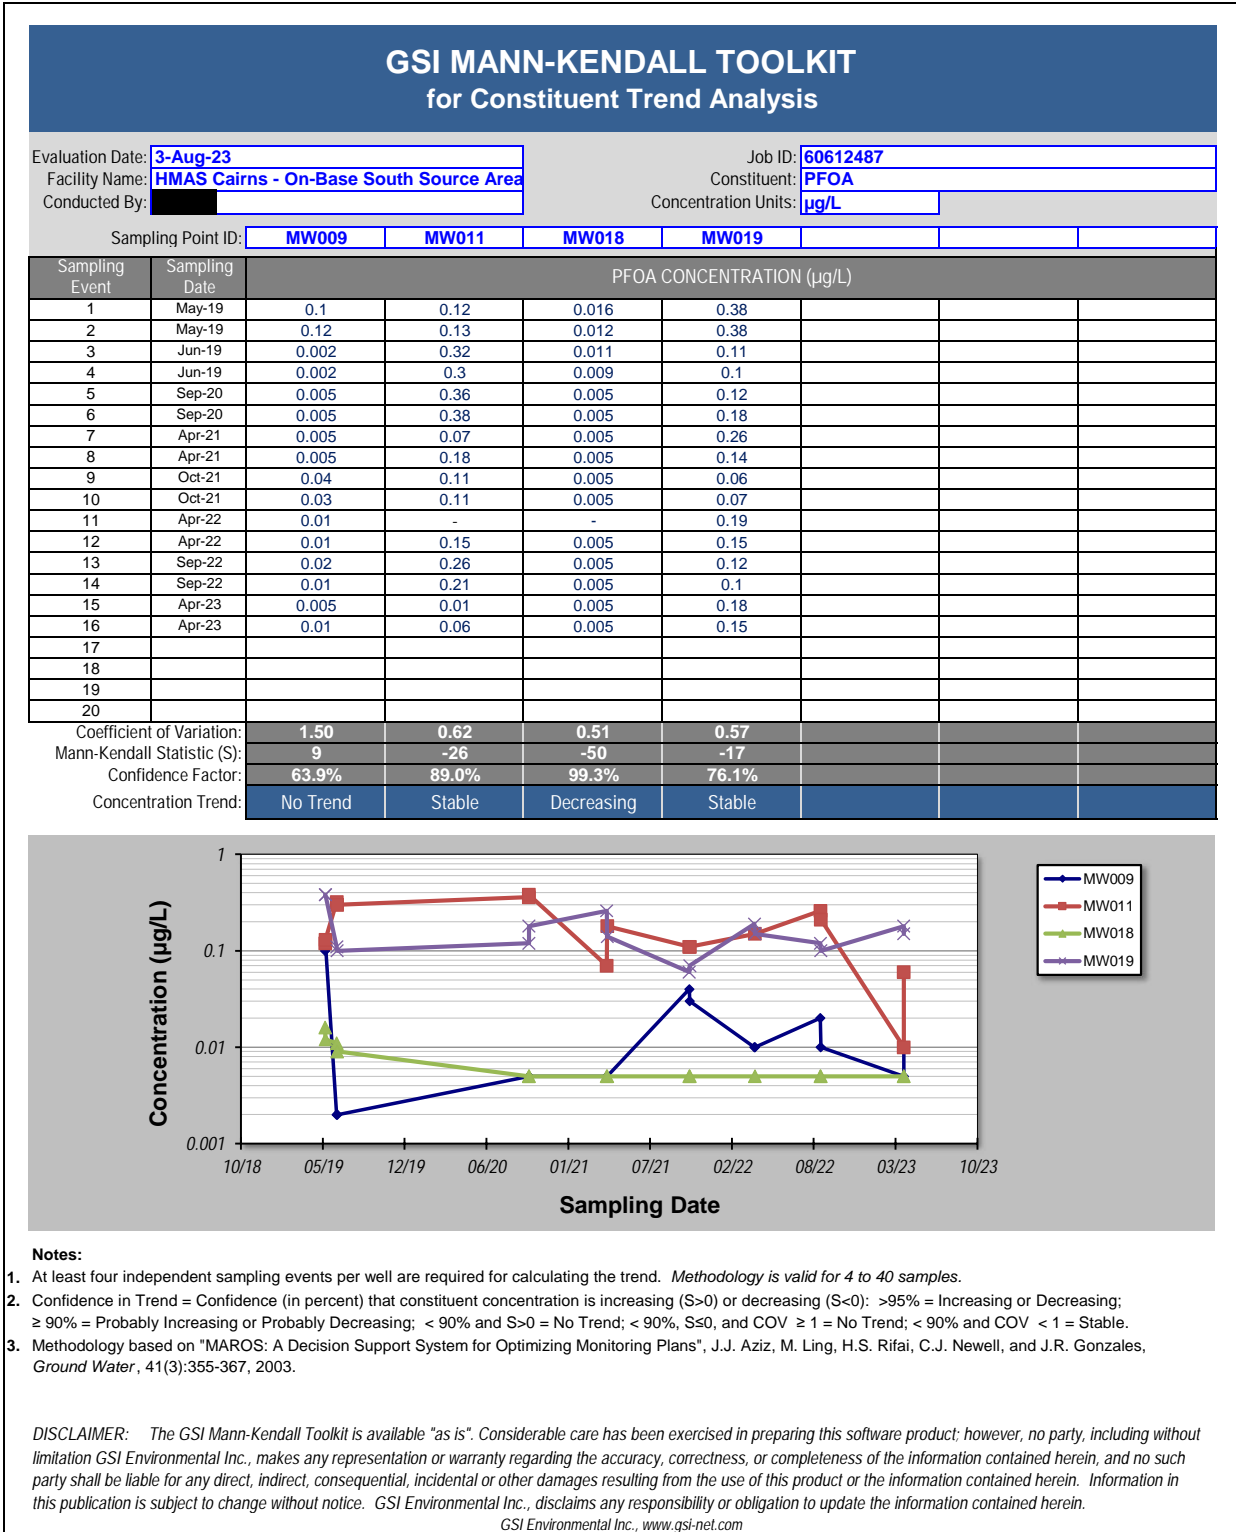 GSI MANN-KENDALL TOOLKIT
for Constituent Trend Analysis
Evaluation Date: 3-Aug-23 Job ID: 60612487
Facility Name: HMAS Cairns - On-Base South Source Area Constituent: PFOA
Conducted By: Concentration Units: µg/L
Sampling Point ID: MW009 MW011 MW018 MW019
Sampling Event Sampling Date PFOA CONCENTRATION (µg/L)
1 May-19 0.1 0.12 0.016 0.38
2 May-19 0.12 0.13 0.012 0.38
3 Jun-19 0.002 0.32 0.011 0.11
4 Jun-19 0.002 0.3 0.009 0.1
5 Sep-20 0.005 0.36 0.005 0.12
6 Sep-20 0.005 0.38 0.005 0.18
7 Apr-21 0.005 0.07 0.005 0.26
8 Apr-21 0.005 0.18 0.005 0.14
9 Oct-21 0.04 0.11 0.005 0.06
10 Oct-21 0.03 0.11 0.005 0.07
11 Apr-22 0.01 - - 0.19
12 Apr-22 0.01 0.15 0.005 0.15
13 Sep-22 0.02 0.26 0.005 0.12
14 Sep-22 0.01 0.21 0.005 0.1
15 Apr-23 0.005 0.01 0.005 0.18
16 Apr-23 0.01 0.06 0.005 0.15
17
18
19
20
Coefficient of Variation: 1.50 0.62 0.51 0.57
Mann-Kendall Statistic (S): 9 -26 -50 -17
Confidence Factor: 63.9% 89.0% 99.3% 76.1%
Concentration Trend: No Trend Stable Decreasing Stable
Concentration (µg/L)
1
0.1
0.01
0.001
10/18 05/19 12/19 06/20 01/21 07/21 02/22 08/22 03/23 10/23
Sampling Date
MW009
MW011
MW018
MW019
Notes:
1. At least four independent sampling events per well are required for calculating the trend. Methodology is valid for 4 to 40 samples.
2. Confidence in Trend = Confidence (in percent) that constituent concentration is increasing (S>0) or decreasing (S<0): >95% = Increasing or Decreasing;
≥ 90% = Probably Increasing or Probably Decreasing; < 90% and S>0 = No Trend; < 90%, S≤0, and COV ≥ 1 = No Trend; < 90% and COV < 1 = Stable.
3. Methodology based on "MAROS: A Decision Support System for Optimizing Monitoring Plans", J.J. Aziz, M. Ling, H.S. Rifai, C.J. Newell, and J.R. Gonzales,
Ground Water, 41(3):355-367, 2003.
DISCLAIMER: The GSI Mann-Kendall Toolkit is available "as is". Considerable care has been exercised in preparing this software product; however, no party, including without
limitation GSI Environmental Inc., makes any representation or warranty regarding the accuracy, correctness, or completeness of the information contained herein, and no such
party shall be liable for any direct, indirect, consequential, incidental or other damages resulting from the use of this product or the information contained herein. Information in
this publication is subject to change without notice. GSI Environmental Inc., disclaims any responsibility or obligation to update the information contained herein.
GSI Environmental Inc., www.gsi-net.com